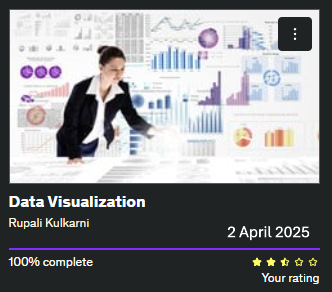 Data Visualization
Rupali Kulkarni
2 April 2025
100% complete
Your rating